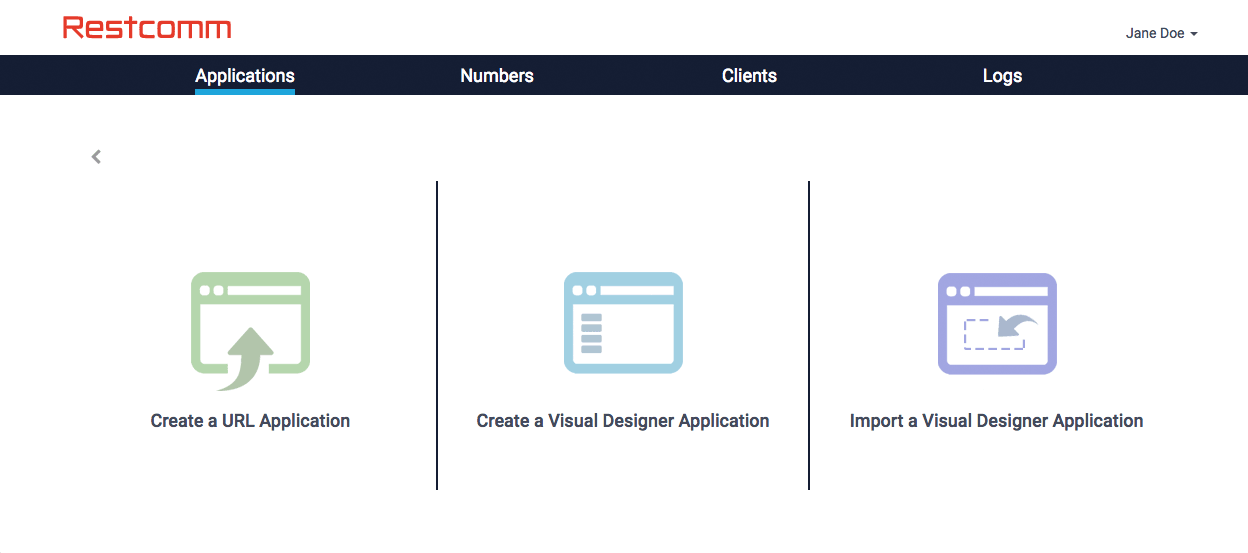 Restcomm
Jane Doe
Applications
Numbers
Clients
Logs
Create a URL Application
Create a Visual Designer Application
Import a Visual Designer Application